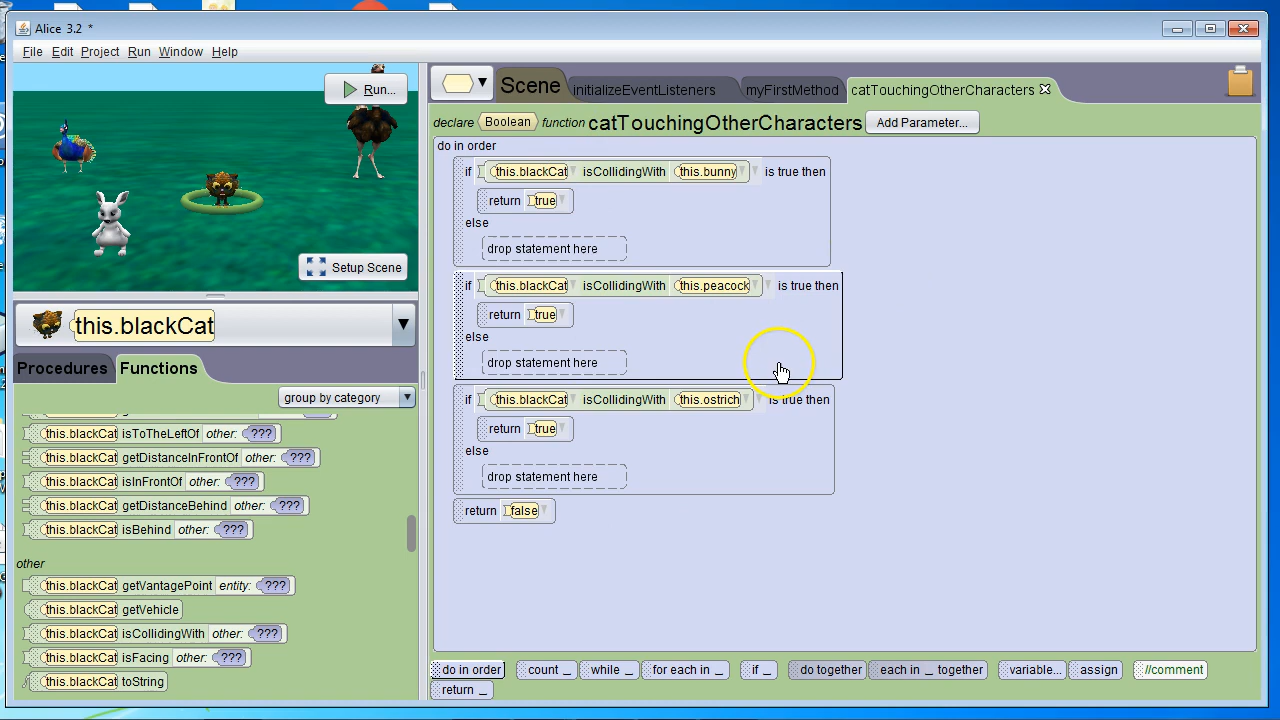 Alice 3.2 *
File Edit Project Run Window Help
Run...
Setup Scene
this.blackCat
Procedures Functions
group by category
this.blackCat isToTheLeftOf other: ???
this.blackCat getDistanceInFrontOf other: ???
this.blackCat isInFrontOf other: ???
this.blackCat getDistanceBehind other: ???
this.blackCat isBehind other: ???
other
this.blackCat getVantagePoint entity: ???
this.blackCat getVehicle
this.blackCat isCollidingWith other: ???
this.blackCat isFacing other: ???
this.blackCat toString
Scene initializeEventListeners myFirstMethod catTouchingOtherCharacters
declare Boolean function catTouchingOtherCharacters Add Parameter...
do in order
if this.blackCat isCollidingWith this.bunny is true then
return true
else
drop statement here
if this.blackCat isCollidingWith this.peacock is true then
return true
else
drop statement here
if this.blackCat isCollidingWith this.ostrich is true then
return true
else
drop statement here
return false
do in order count _ while _ for each in _ if _ do together each in _ together variable... assign //comment
return _